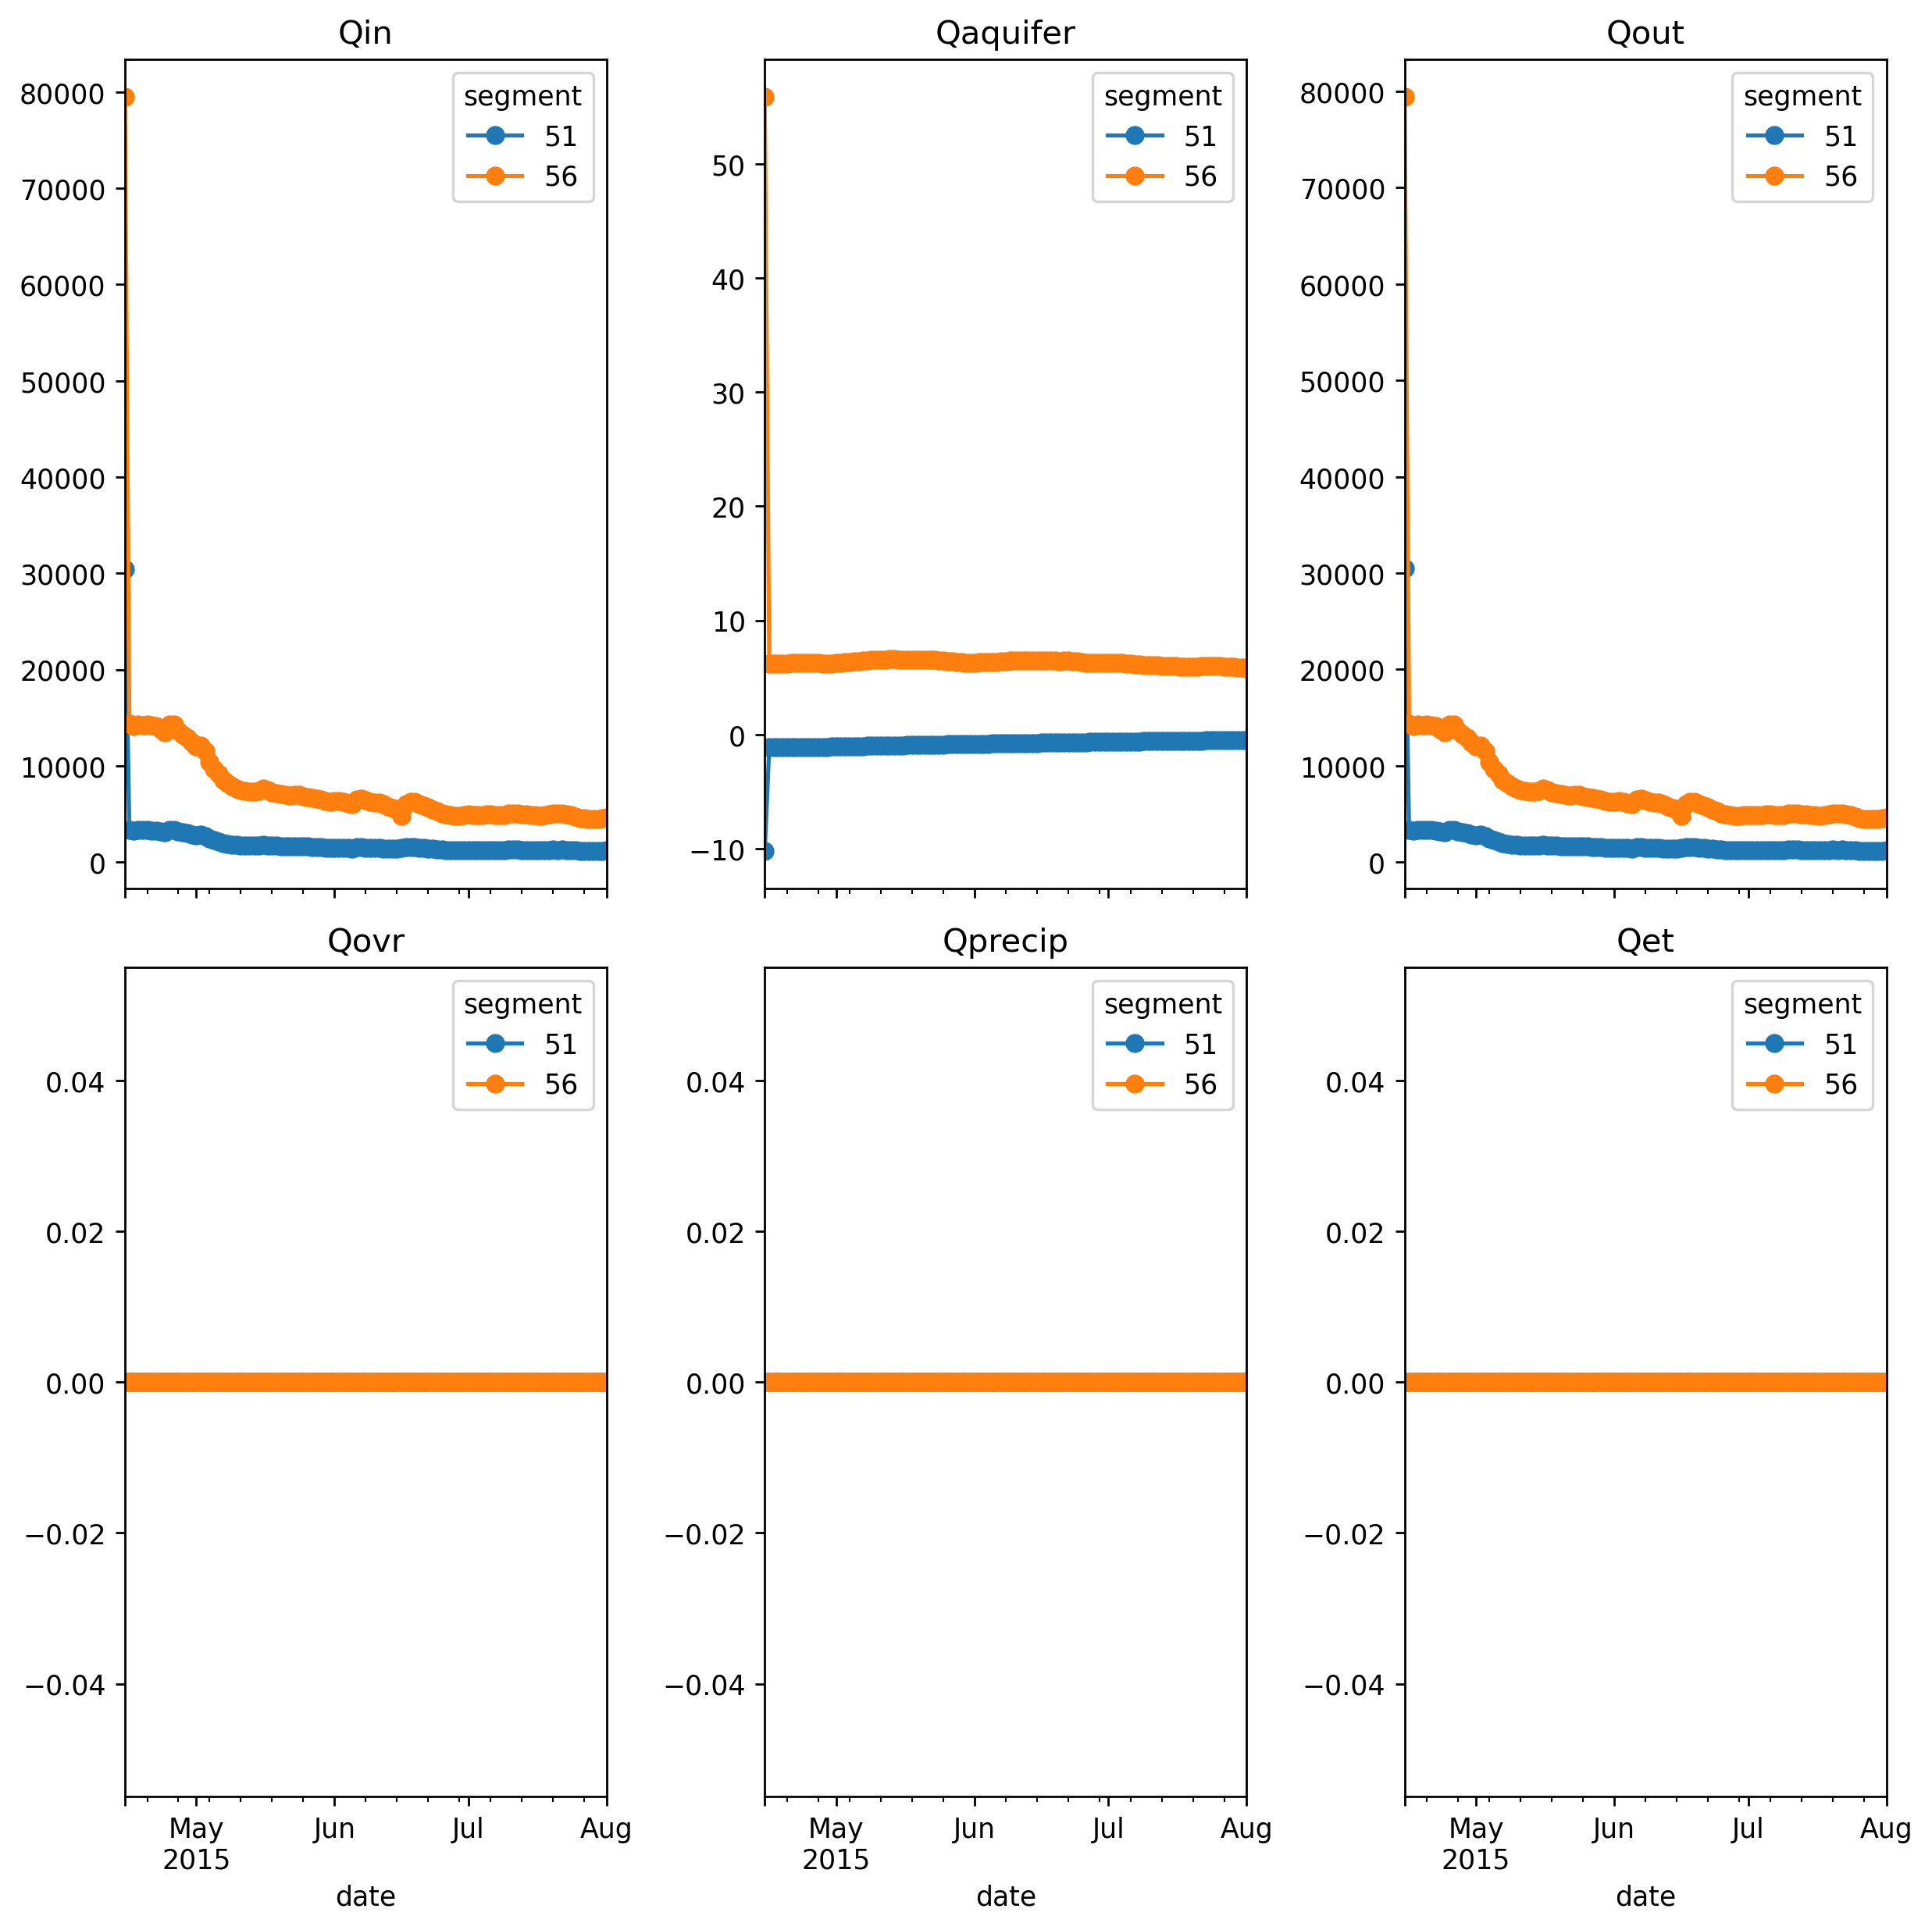 Qin
80000
70000
60000
50000
40000
30000
20000
10000
0
segment
51
56
Qaquifer
50
40
30
20
10
0
−10
segment
51
56
Qout
80000
70000
60000
50000
40000
30000
20000
10000
0
segment
51
56
Qovr
0.04
0.02
0.00
−0.02
−0.04
segment
51
56
May
2015
Jun
Jul
Aug
date
Qprecip
0.04
0.02
0.00
−0.02
−0.04
segment
51
56
May
2015
Jun
Jul
Aug
date
Qet
0.04
0.02
0.00
−0.02
−0.04
segment
51
56
May
2015
Jun
Jul
Aug
date